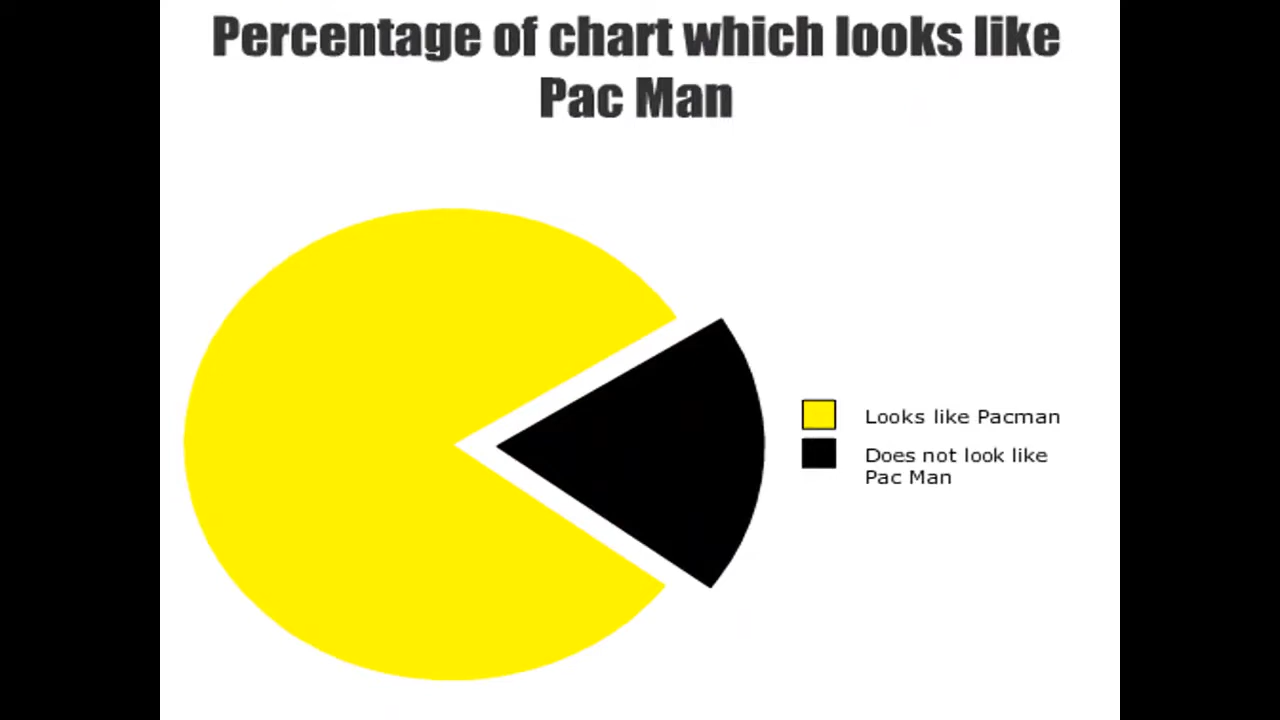 Percentage of chart which looks like
Pac Man
Looks like Pacman
Does not look like
Pac Man